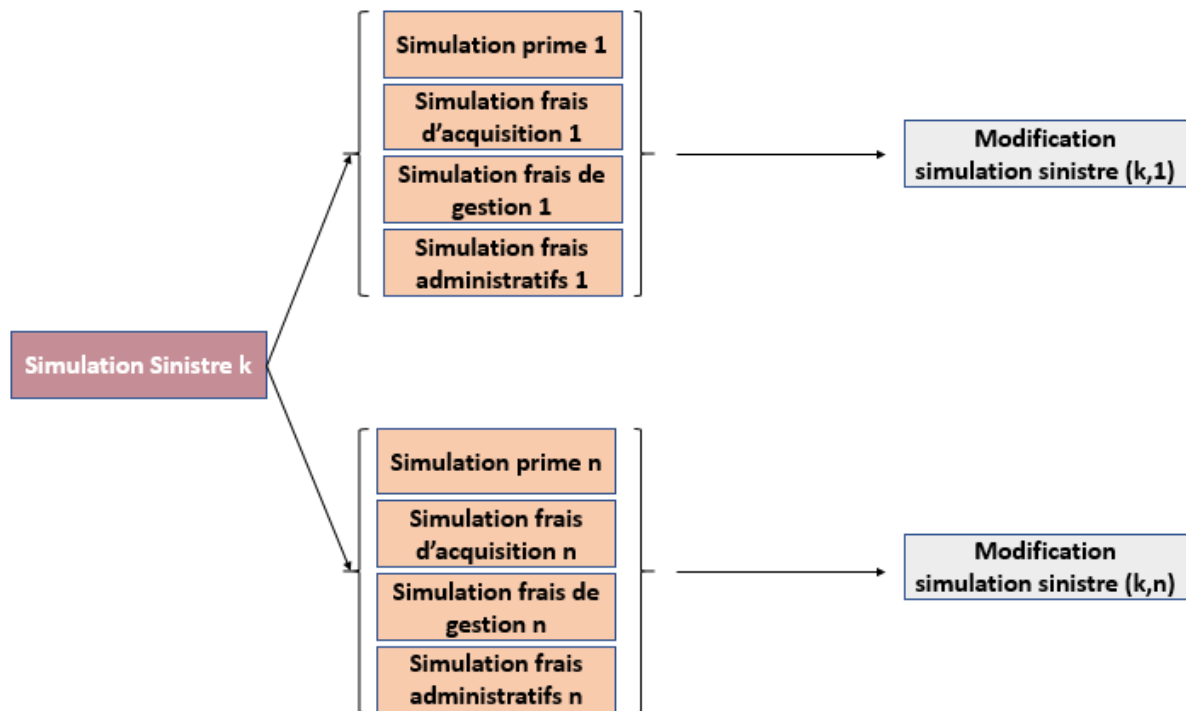 Simulation prime 1
Simulation frais
d'acquisition 1
Simulation frais de
gestion 1
Simulation frais
administratifs 1
Modification
simulation sinistre (k,1)
Simulation Sinistre k
Simulation prime n
Simulation frais
d'acquisition n
Simulation frais de
gestion n
Simulation frais
administratifs n
Modification
simulation sinistre (k,n)